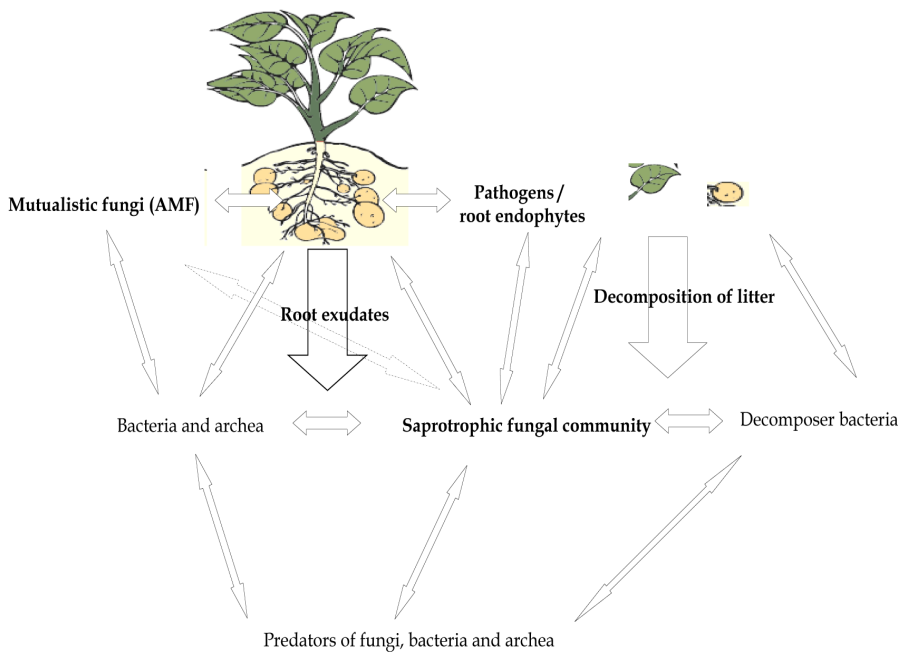 Mutualistic fungi (AMF)
Pathogens /
root endophytes
Root exudates
Decomposition of litter
Bacteria and archea
Saprotrophic fungal community
Decomposer bacteria
Predators of fungi, bacteria and archea